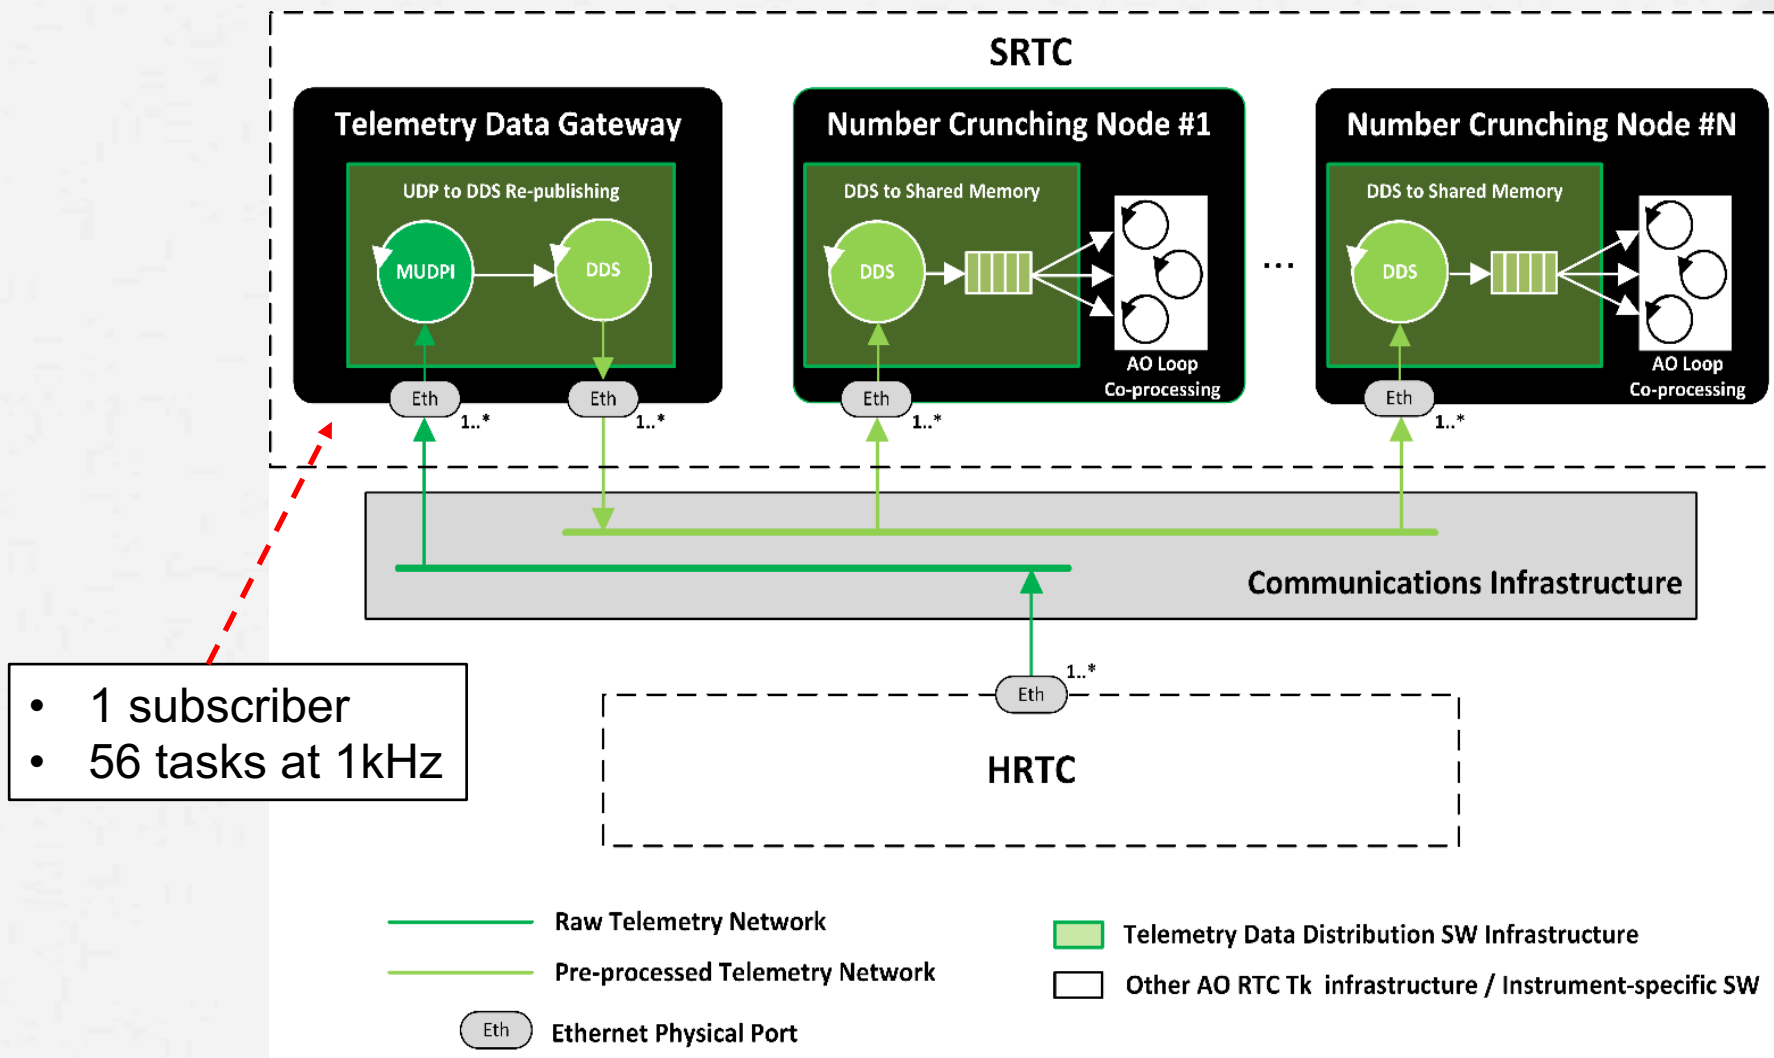 SRTC
Telemetry Data Gateway
UDP to DDS Re-publishing
MUDPI
DDS
Eth
1..*
Eth
1..*
Number Crunching Node #1
DDS to Shared Memory
DDS
AO Loop
Co-processing
Eth
1..*
...
Number Crunching Node #N
DDS to Shared Memory
DDS
AO Loop
Co-processing
Eth
1..*
Communications Infrastructure
• 1 subscriber
• 56 tasks at 1kHz
Eth
1..*
HRTC
Raw Telemetry Network
Pre-processed Telemetry Network
Eth
Ethernet Physical Port
Telemetry Data Distribution SW Infrastructure
Other AO RTC Tk infrastructure / Instrument-specific SW